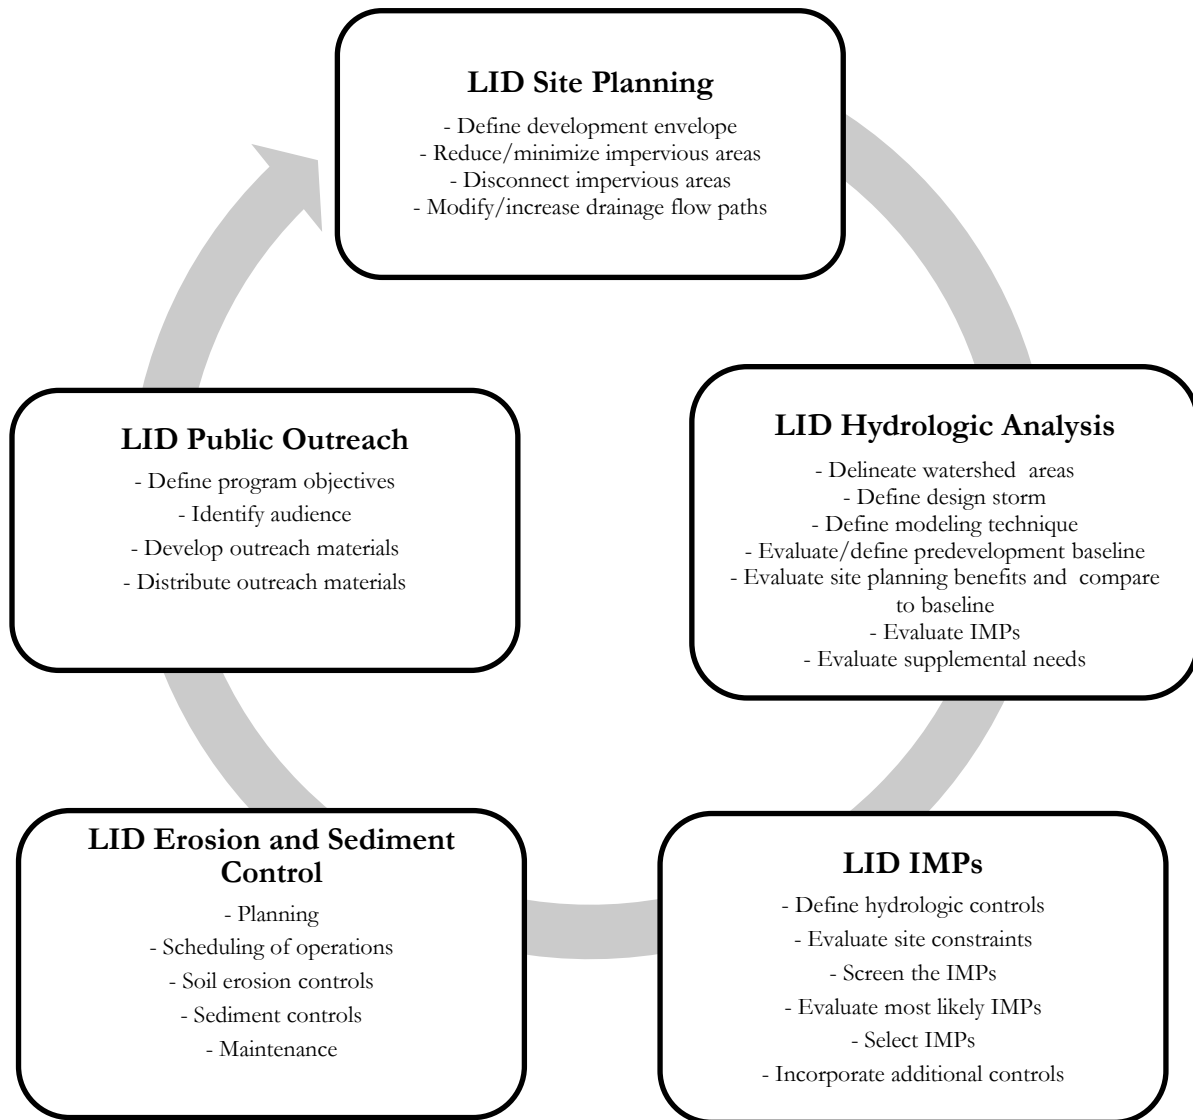 LID Site Planning
- Define development envelope
- Reduce/minimize impervious areas
- Disconnect impervious areas
- Modify/increase drainage flow paths
LID Hydrologic Analysis
- Delineate watershed  areas
- Define design storm
- Define modeling technique
- Evaluate/define predevelopment baseline
- Evaluate site planning benefits and  compare
to baseline
- Evaluate IMPs
- Evaluate supplemental needs
LID IMPs
- Define hydrologic controls
- Evaluate site constraints
- Screen the IMPs
- Evaluate most likely IMPs
- Select IMPs
- Incorporate additional controls
LID Erosion and Sediment
Control
- Planning
- Scheduling of operations
- Soil erosion controls
- Sediment controls
- Maintenance
LID Public Outreach
- Define program objectives
- Identify audience
- Develop outreach materials
- Distribute outreach materials